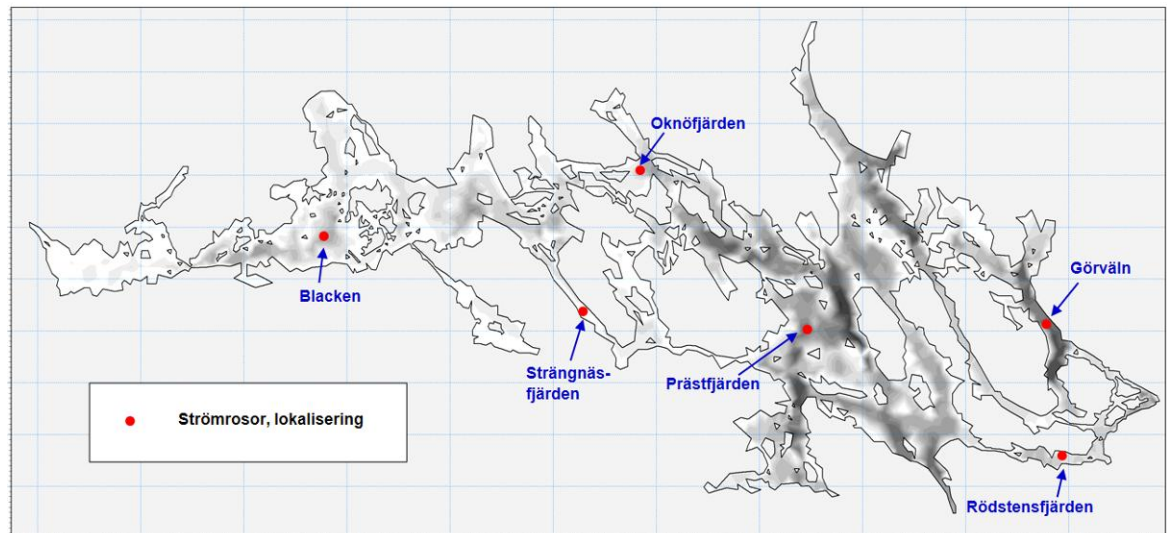 Oknöfjärden
Görväln
Blacken
Strängnäs-
fjärden
Prästfjärden
Strömrosor, lokalisering
Rödstensfjärden